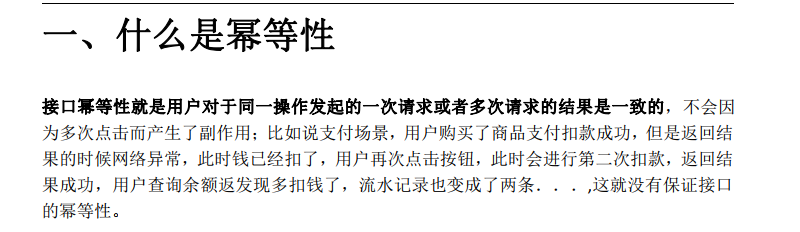 一、什么是幂等性
接口幂等性就是用户对于同一操作发起的一次请求或者多次请求的结果是一致的，不会因
为多次点击而产生了副作用；比如说支付场景，用户购买了商品支付扣款成功，但是返回结
果的时候网络异常，此时钱已经扣了，用户再次点击按钮，此时会进行第二次扣款，返回结
果成功，用户查询余额返发现多扣钱了，流水记录也变成了两条．．．,这就没有保证接口
的幂等性。